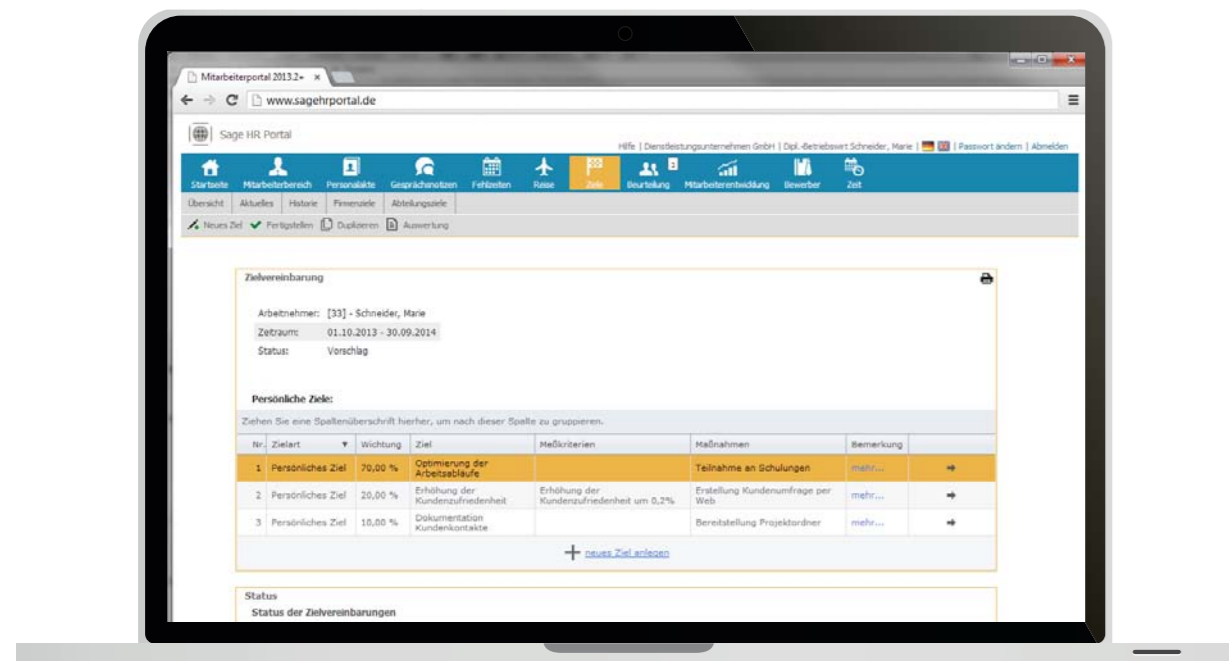 Mitarbeiterportal 2013.2+
www.sagehrportal.de
Sage HR Portal
Hilfe | Dienstleistungsunternehmen GmbH | Dipl.-Betriebswirt Schneider, Marie | | Passwort ändern | Abmelden
Startseite Mitarbeiterbereich Personalakte Gesprächsnotizen Fehlzeiten Reise Ziele Beurteilung Mitarbeiterentwicklung Bewerber Zeit
Übersicht Aktuelles Historie Firmenziele Abteilungsziele
Neues Ziel Fertigstellen Duplizieren Auswertung
Zielvereinbarung
Arbeitnehmer: [33] - Schneider, Marie
Zeitraum: 01.10.2013 - 30.09.2014
Status: Vorschlag
Persönliche Ziele:
Ziehen Sie eine Spaltenüberschrift hierher, um nach dieser Spalte zu gruppieren.
Nr. Zielart Wichtung Ziel Meßkriterien Maßnahmen Bemerkung
1 Persönliches Ziel 70,00 % Optimierung der Arbeitsabläufe Teilnahme an Schulungen mehr...
2 Persönliches Ziel 20,00 % Erhöhung der Kundenzufriedenheit Erhöhung der Kundenzufriedenheit um 0,2% Erstellung Kundenumfrage per Web mehr...
3 Persönliches Ziel 10,00 % Dokumentation Kundenkontakte Bereitstellung Projektordner mehr...
neues Ziel anlegen
Status
Status der Zielvereinbarungen